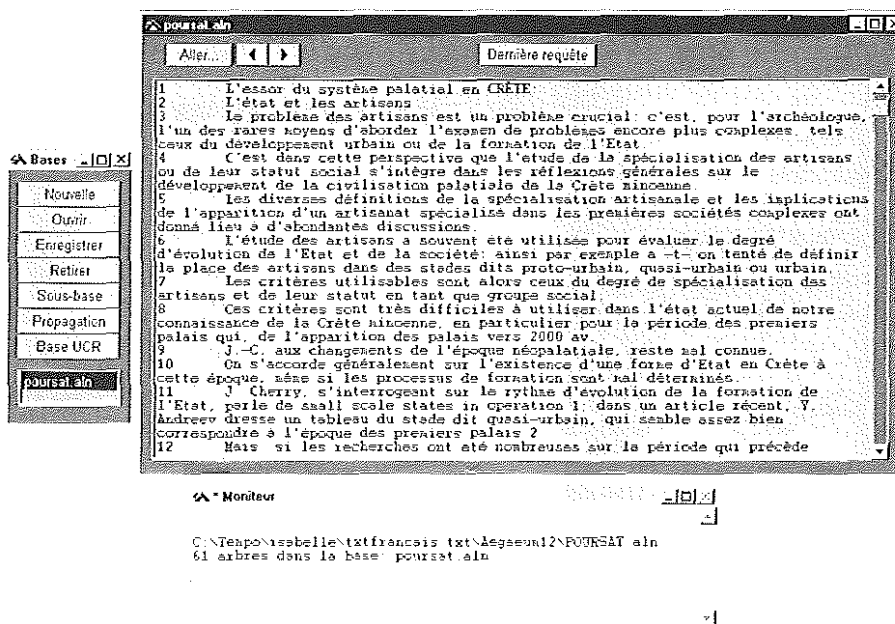 poursat.aln
Aller...
Dernière requête
1 L'essor du système palatial en CRÈTE
2 L'état et les artisans
3 Le problème des artisans est un problème crucial: c'est, pour l'archéologue,
l'un des rares moyens d'aborder l'examen de problèmes encore plus complexes, tels
ceux du développement urbain ou de la formation de l'Etat.
4 C'est dans cette perspective que l'étude de la spécialisation des artisans
ou de leur statut social s'intègre dans les réflexions générales sur le
développement de la civilisation palatiale de la Crète minoenne.
5 Les diverses définitions de la spécialisation artisanale et les implications
de l'apparition d'un artisanat spécialisé dans les premières sociétés complexes ont
donné lieu à d'abondantes discussions.
6 L'étude des artisans a souvent été utilisée pour évaluer le degré
d'évolution de l'Etat et de la société: ainsi par exemple a -t- on tenté de définir
la place des artisans dans des stades dits proto-urbain, quasi-urbain ou urbain.
7 Les critères utilisables sont alors ceux du degré de spécialisation des
artisans et de leur statut en tant que groupe social.
8 Ces critères sont très difficiles à utiliser dans l'état actuel de notre
connaissance de la Crète minoenne, en particulier pour la période des premiers
palais qui, de l'apparition des palais vers 2000 av.
9 J.-C. aux changements de l'époque néopalatiale, reste mal connue.
10 On s'accorde généralement sur l'existence d'une forme d'Etat en Crète à
cette époque, même si les processus de formation sont mal déterminés.
11 J. Cherry, s'interrogeant sur le rythme d'évolution de la formation de
l'Etat, parle de small scale states in operation 1; dans un article récent, Y.
Andreev dresse un tableau du stade dit quasi-urbain, qui semble assez bien
correspondre à l'époque des premiers palais 2
12 Mais si les recherches ont été nombreuses sur la période qui précède
Bases
Nouvelle
Ouvrir
Enregistrer
Retirer
Sous-base
Propagation
Base UCR
poursat.aln
* Moniteur
C:\Tempo\isabelle\txtfrancais txt\Aegaeum12\POURSAT aln
61 arbres dans la base: poursat.aln